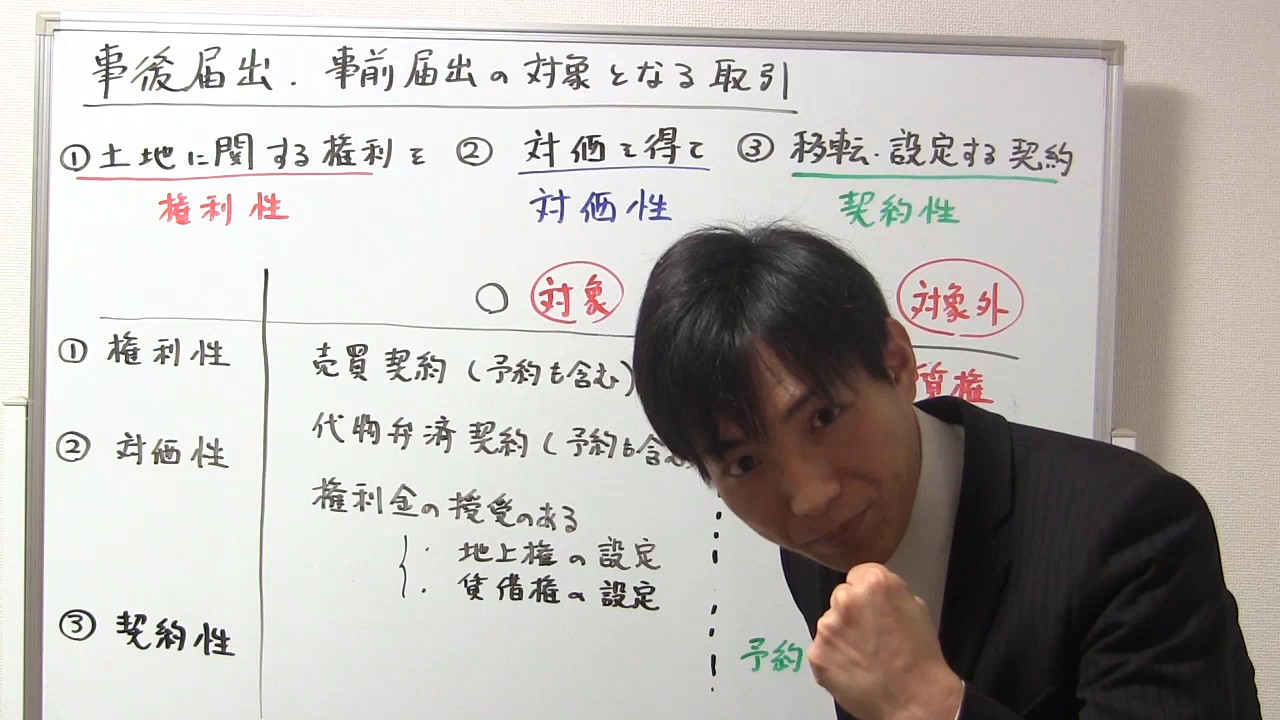 事後届出・事前届出の対象となる取引
①土地に関する権利を ② 対価を得て ③ 移転・設定する契約
権利性 対価性 契約性
○ 対象 対象外
① 権利性 売買契約(予約も含む) 質権
② 対価性 代物弁済契約(予約も含む
権利金の授受のある
・地上権の設定
・賃借権の設定
③ 契約性 予約